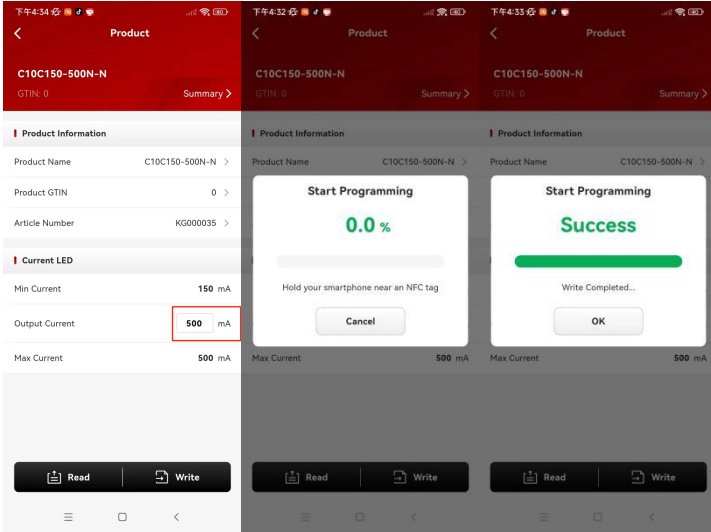 下午4:34
Product
C10C150-500N-N
GTIN: 0
Summary
Product Information
Product Name
C10C150-500N-N
Product GTIN
0
Article Number
KG000035
Current LED
Min Current
150 mA
Output Current
500 mA
Max Current
500 mA
Read
Write
下午4:32
Product
C10C150-500N-N
GTIN: 0
Summary
Product Information
Product Name
C10C150-500N-N
Start Programming
0.0 %
Hold your smartphone near an NFC tag
Cancel
Max Current
500 mA
Read
Write
下午4:33
Product
C10C150-500N-N
GTIN: 0
Summary
Product Information
Product Name
C10C150-500N-N
Start Programming
Success
Write Completed...
OK
Max Current
500 mA
Read
Write